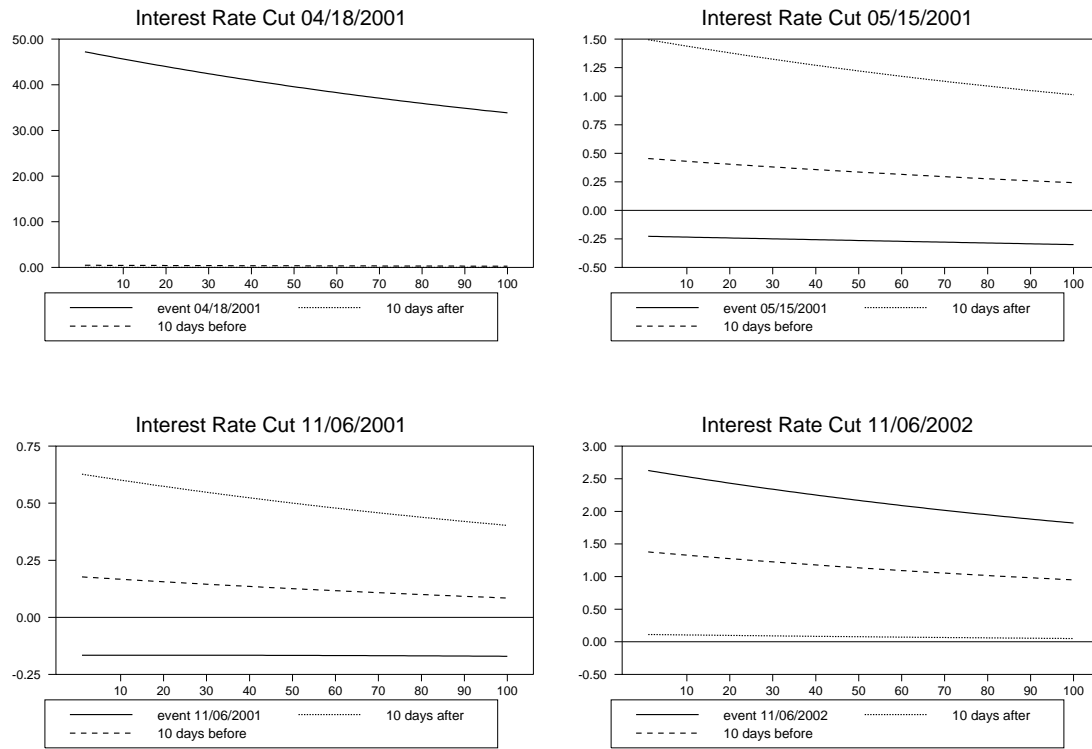 Interest Rate Cut 04/18/2001
50.00
40.00
30.00
20.00
10.00
0.00
10 20 30 40 50 60 70 80 90 100
event 04/18/2001
10 days after
10 days before
Interest Rate Cut 05/15/2001
1.50
1.25
1.00
0.75
0.50
0.25
0.00
-0.25
-0.50
10 20 30 40 50 60 70 80 90 100
event 05/15/2001
10 days after
10 days before
Interest Rate Cut 11/06/2001
0.75
0.50
0.25
0.00
-0.25
10 20 30 40 50 60 70 80 90 100
event 11/06/2001
10 days after
10 days before
Interest Rate Cut 11/06/2002
3.00
2.50
2.00
1.50
1.00
0.50
0.00
-0.50
10 20 30 40 50 60 70 80 90 100
event 11/06/2002
10 days after
10 days before